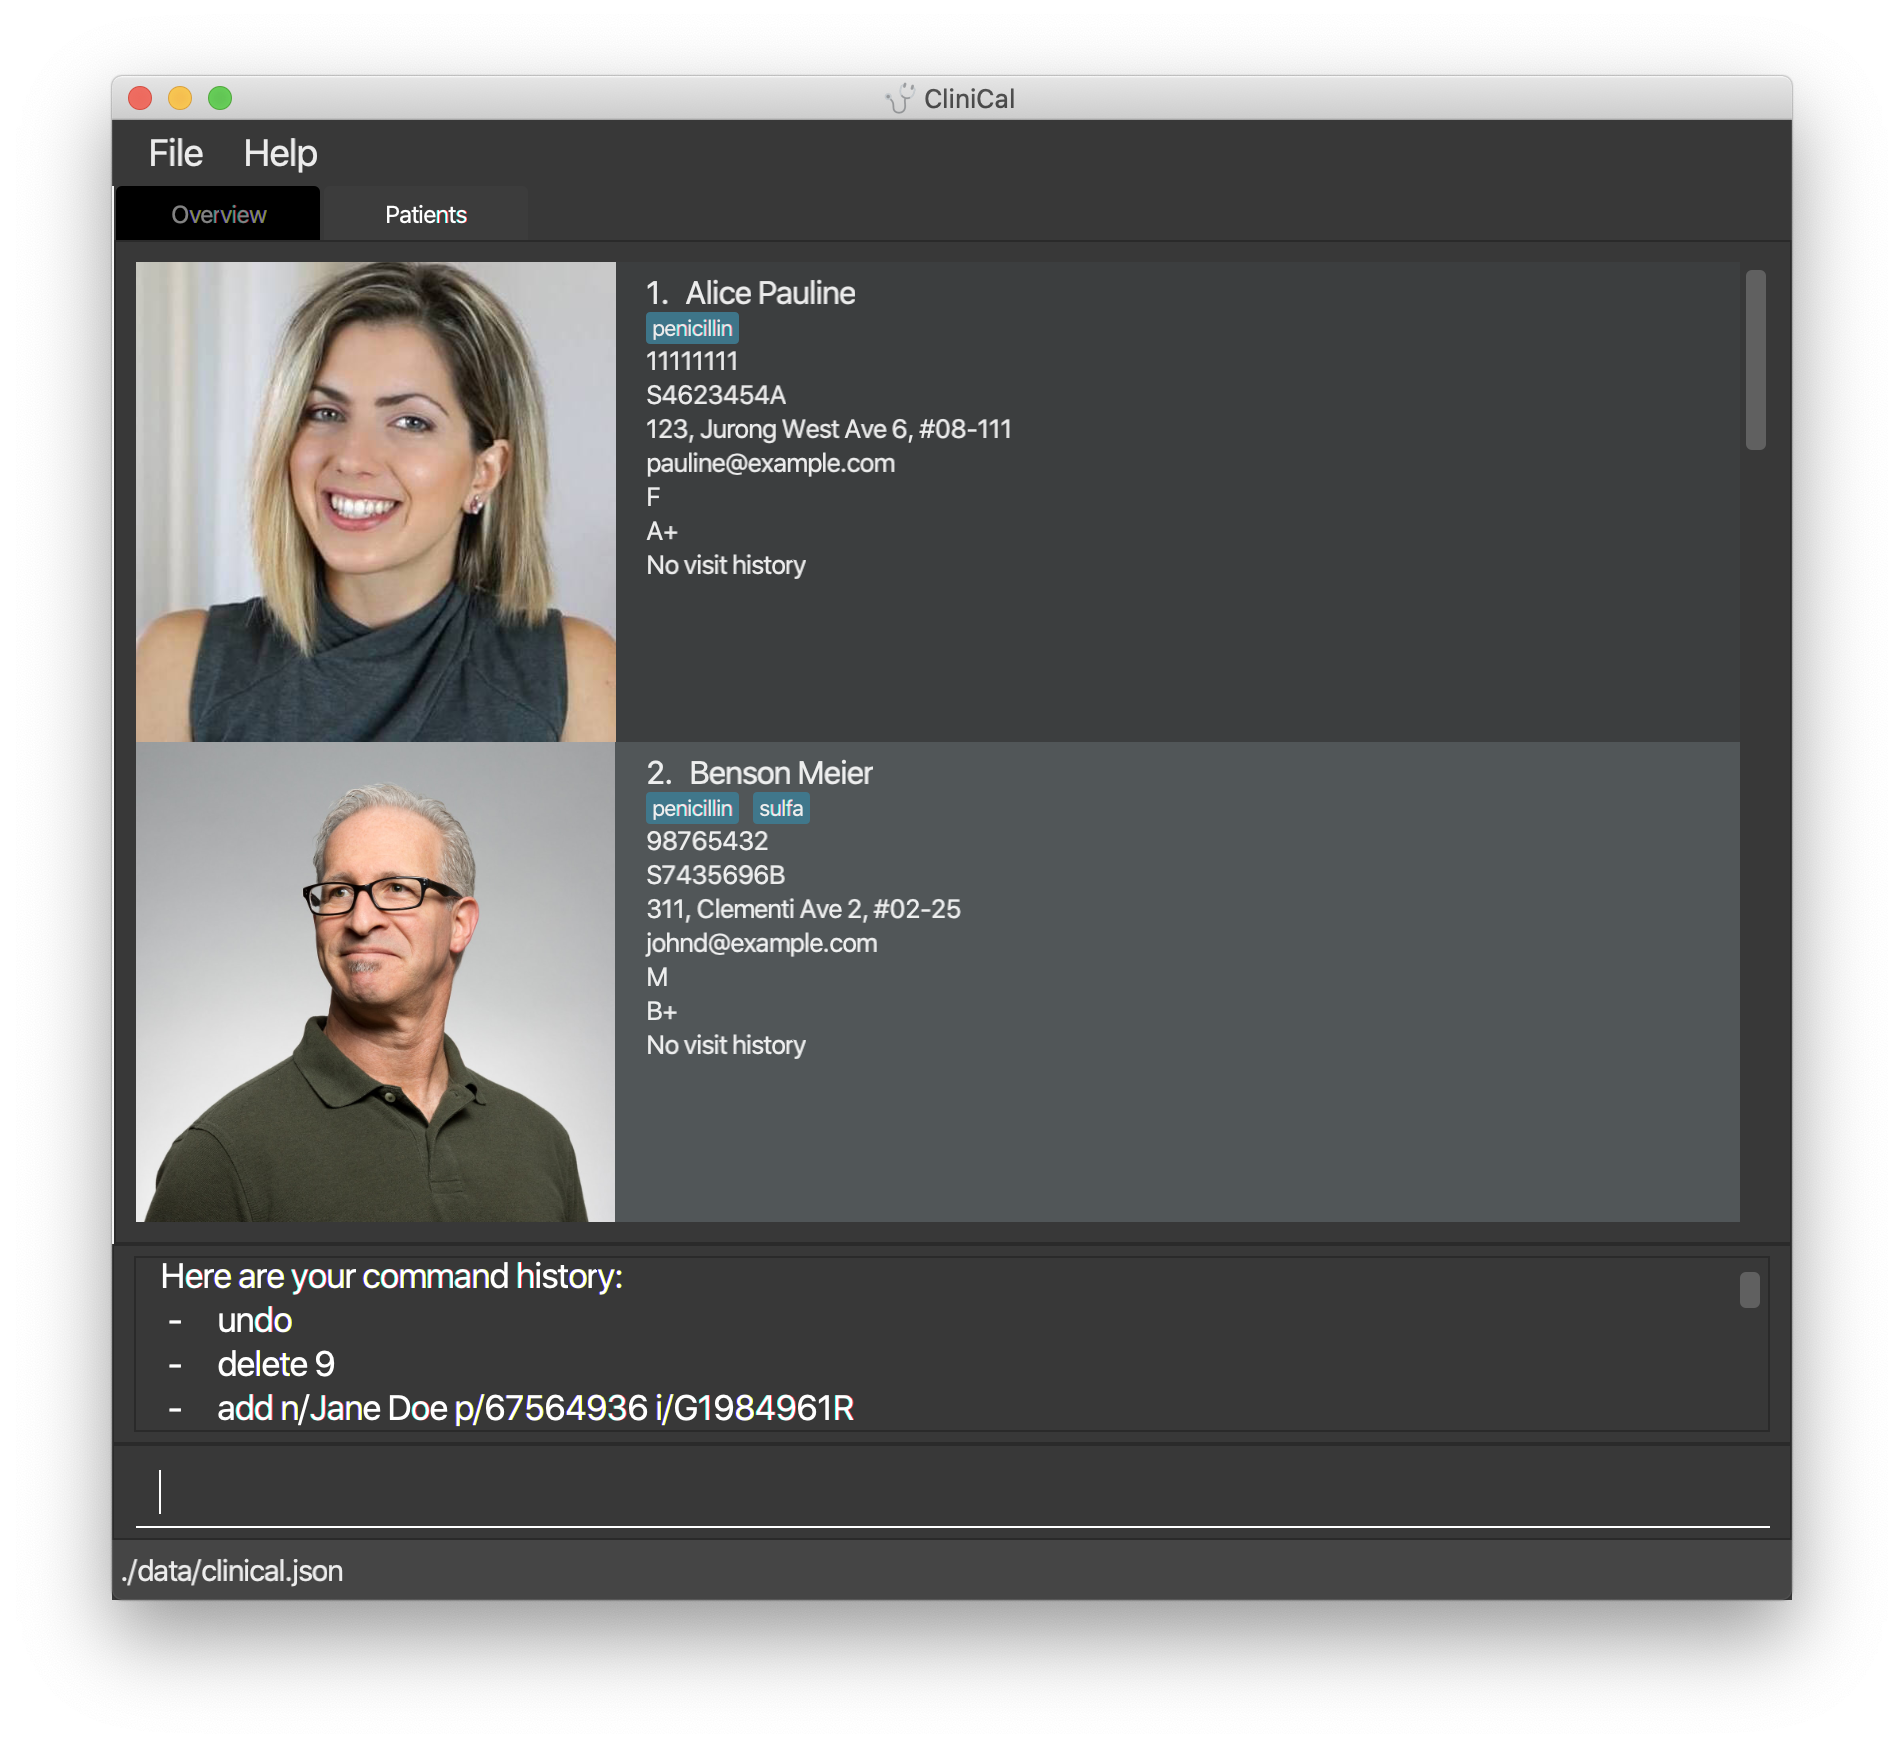 CliniCal
File Help
Overview Patients
1. Alice Pauline
penicillin
11111111
S4623454A
123, Jurong West Ave 6, #08-111
pauline@example.com
F
A+
No visit history
2. Benson Meier
penicillin sulfa
98765432
S7435696B
311, Clementi Ave 2, #02-25
johnd@example.com
M
B+
No visit history
Here are your command history:
- undo
- delete 9
- add n/Jane Doe p/67564936 i/G1984961R
./data/clinical.json